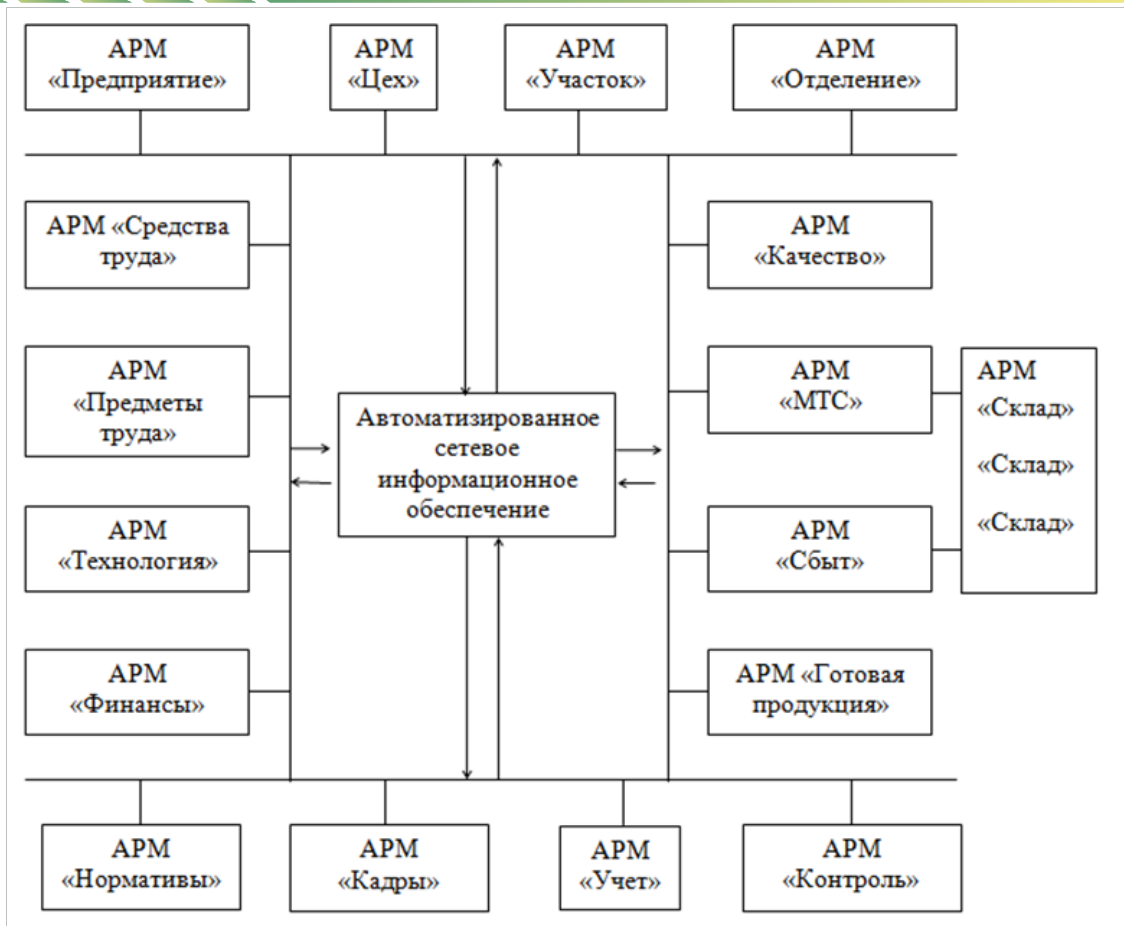 АРМ
«Предприятие»
АРМ
«Цех»
АРМ
«Участок»
АРМ
«Отделение»
АРМ «Средства
труда»
АРМ
«Качество»
АРМ
«Предметы
труда»
АРМ
«МТС»
АРМ
«Склад»
«Склад»
«Склад»
Автоматизированное
сетевое
информационное
обеспечение
АРМ
«Технология»
АРМ
«Сбыт»
АРМ
«Финансы»
АРМ «Готовая
продукция»
АРМ
«Нормативы»
АРМ
«Кадры»
АРМ
«Учет»
АРМ
«Контроль»